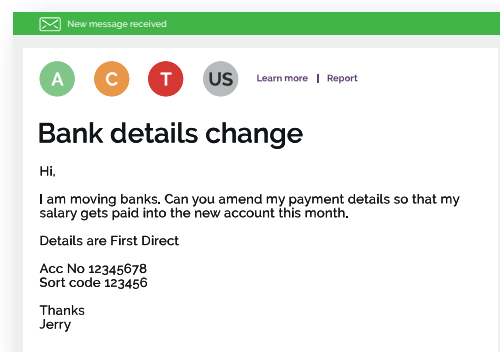 New message received
A C T US Learn more | Report
Bank details change
Hi,
I am moving banks. Can you amend my payment details so that my
salary gets paid into the new account this month.
Details are First Direct
Acc No 12345678
Sort code 123456
Thanks
Jerry